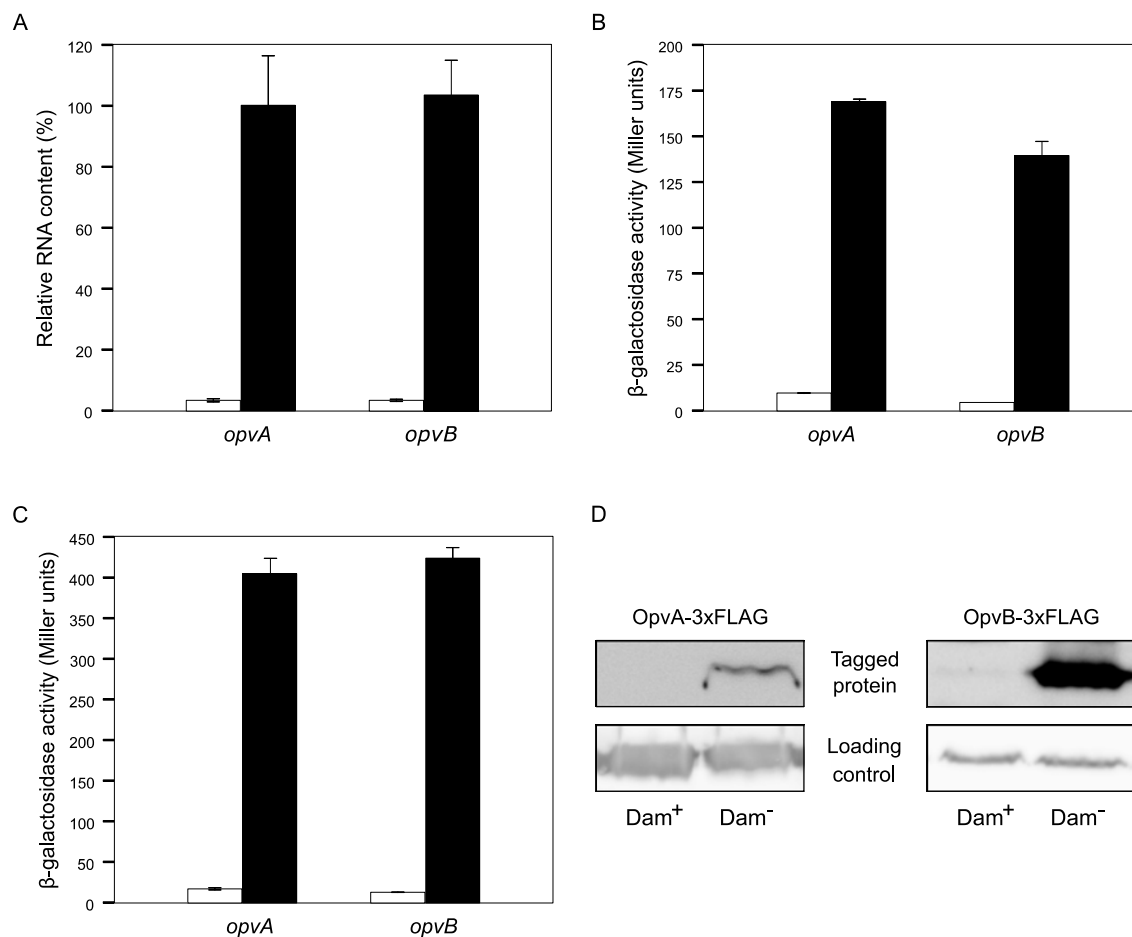 A
Relative RNA content (%)
120
100
80
60
40
20
0
opvA opvB
B
β-galactosidase activity (Miller units)
200
175
150
125
100
75
50
25
0
opvA opvB
C
β-galactosidase activity (Miller units)
450
400
350
300
250
200
150
100
50
0
opvA opvB
D
OpvA-3xFLAG OpvB-3xFLAG
Tagged
protein
Loading
control
Dam⁺ Dam⁻ Dam⁺ Dam⁻